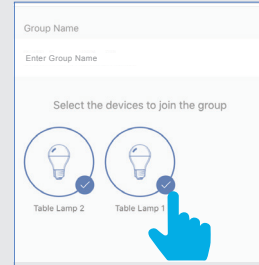 Group Name
Enter Group Name
Select the devices to join the group
Table Lamp 2 Table Lamp 1